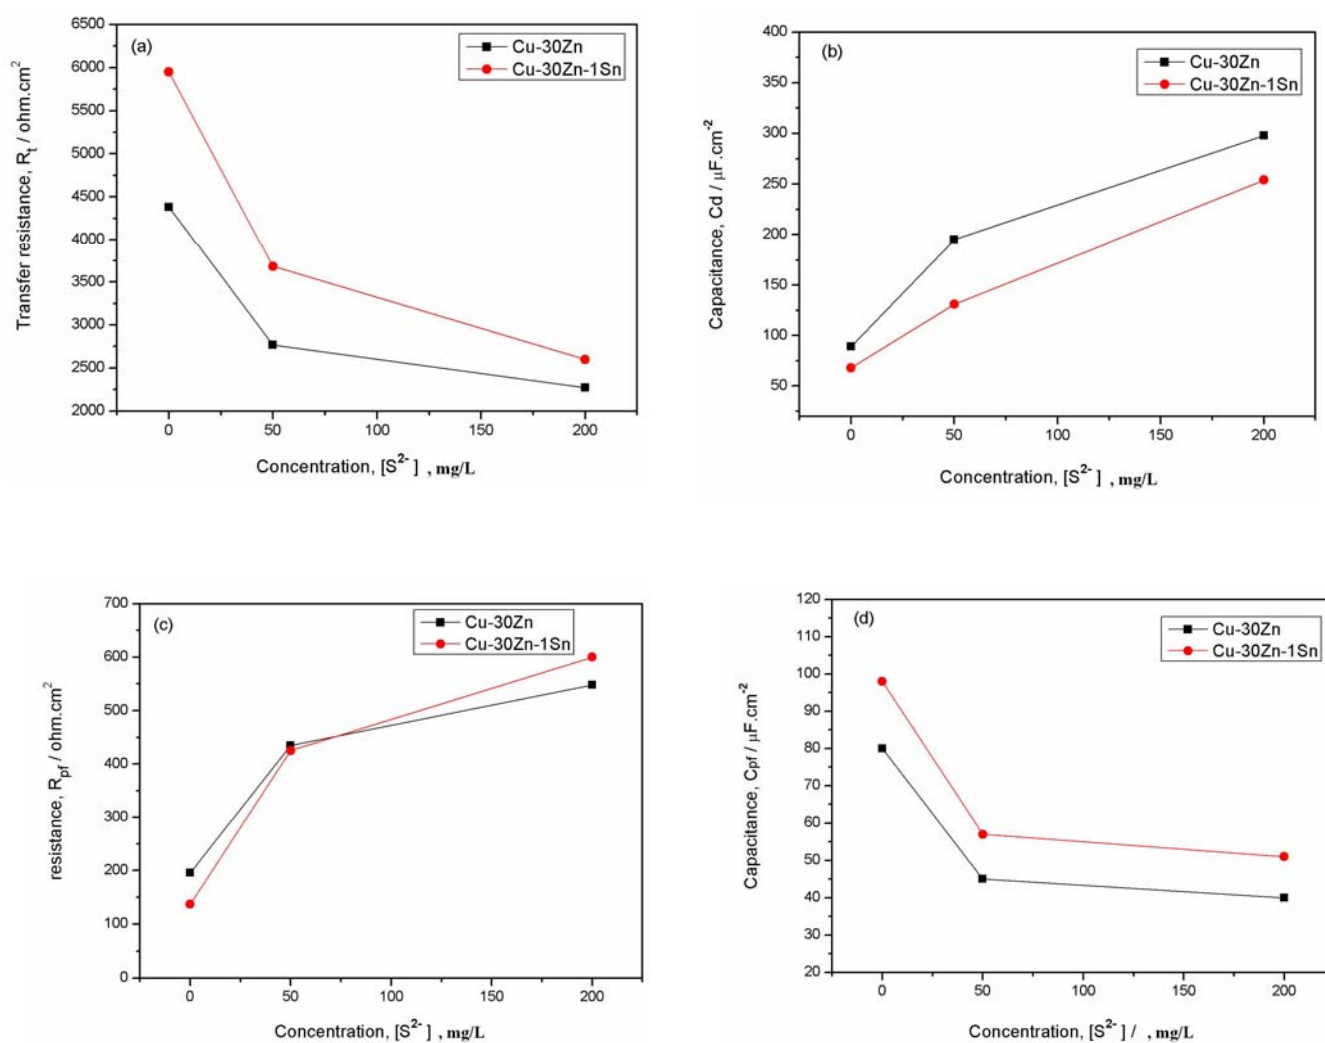 (a)
Cu-30Zn
Cu-30Zn-1Sn
Transfer resistance, Rt / ohm.cm2
6500
6000
5500
5000
4500
4000
3500
3000
2500
2000
0 50 100 150 200
Concentration, [S2- ] , mg/L
(b)
Cu-30Zn
Cu-30Zn-1Sn
Capacitance, Cd / μF.cm-2
400
350
300
250
200
150
100
50
0 50 100 150 200
Concentration, [S2- ] , mg/L
(c)
Cu-30Zn
Cu-30Zn-1Sn
resistance, Rpf / ohm.cm2
700
600
500
400
300
200
100
0
0 50 100 150 200
Concentration, [S2- ] , mg/L
(d)
Cu-30Zn
Cu-30Zn-1Sn
Capacitance, Cpf / μF.cm-2
120
110
100
90
80
70
60
50
40
30
20
0 50 100 150 200
Concentration, [S2- ] / , mg/L